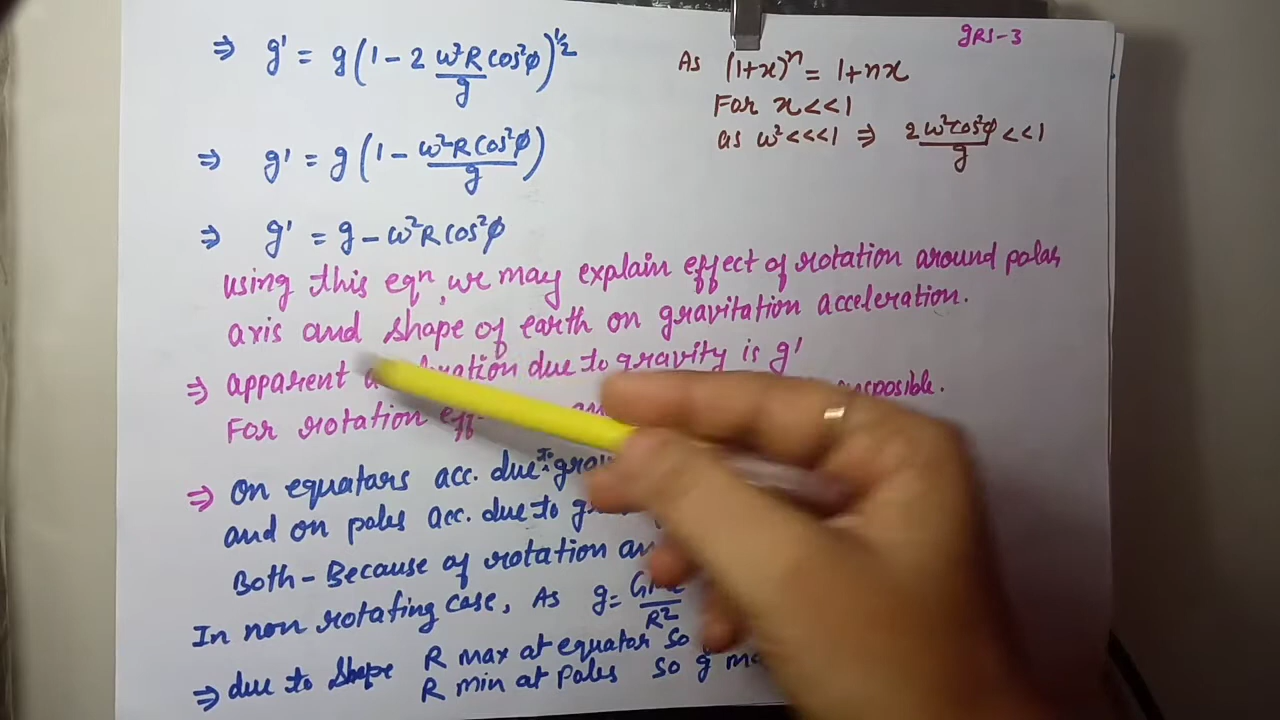 gRS-3
⇒ g' = g(1 - 2 ω²R cos²φ / g)^1/2
As (1+x)ⁿ = 1+nx
For x<<1
as ω²<<<1 ⇒ 2ω²cos²φ / g <<1
⇒ g' = g(1 - ω²R cos²φ / g)
⇒ g' = g - ω²R cos²φ
using this eqn, we may explain effect of rotation around polar
axis and shape of earth on gravitation acceleration.
⇒ apparent due to gravity is g'
For rotation
⇒ On equatars acc. due To
and on poles acc. due to
Both - Because of rotation
In non rotating case, As g = / R²
⇒ due to shape R max at equator so
R min at poles so g